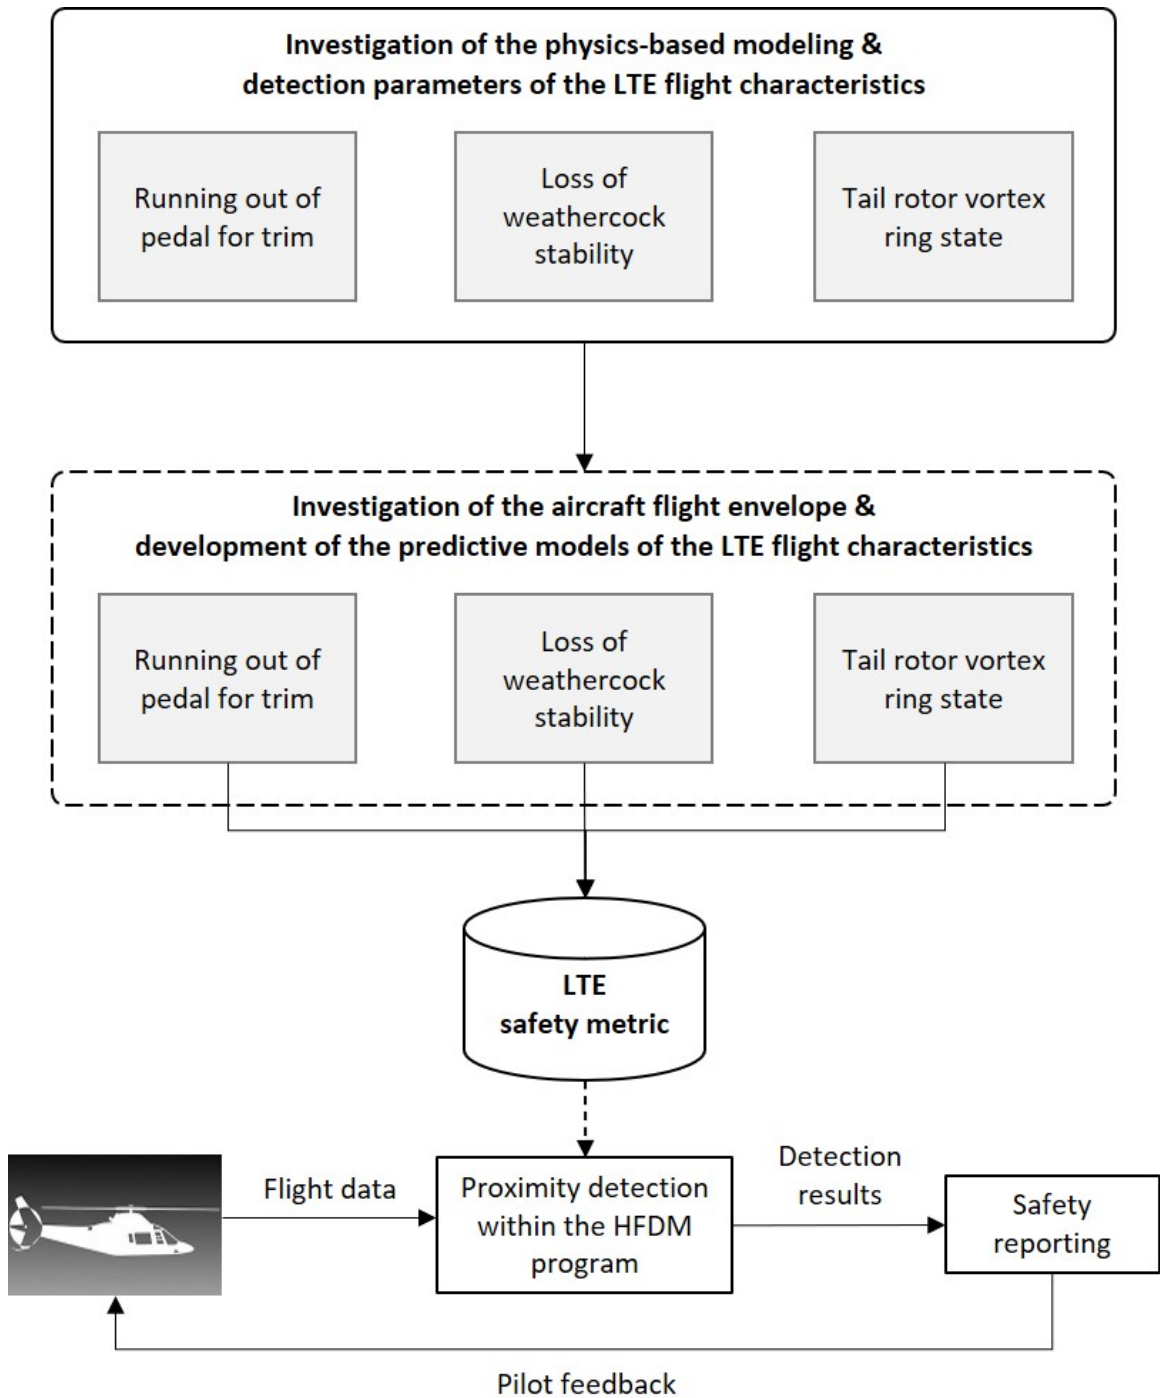 Investigation of the physics-based modeling &
detection parameters of the LTE flight characteristics
Running out of
pedal for trim
Loss of
weathercock
stability
Tail rotor vortex
ring state
Investigation of the aircraft flight envelope &
development of the predictive models of the LTE flight characteristics
Running out of
pedal for trim
Loss of
weathercock
stability
Tail rotor vortex
ring state
LTE
safety metric
Flight data
Proximity detection
within the HFDM
program
Detection
results
Safety
reporting
Pilot feedback